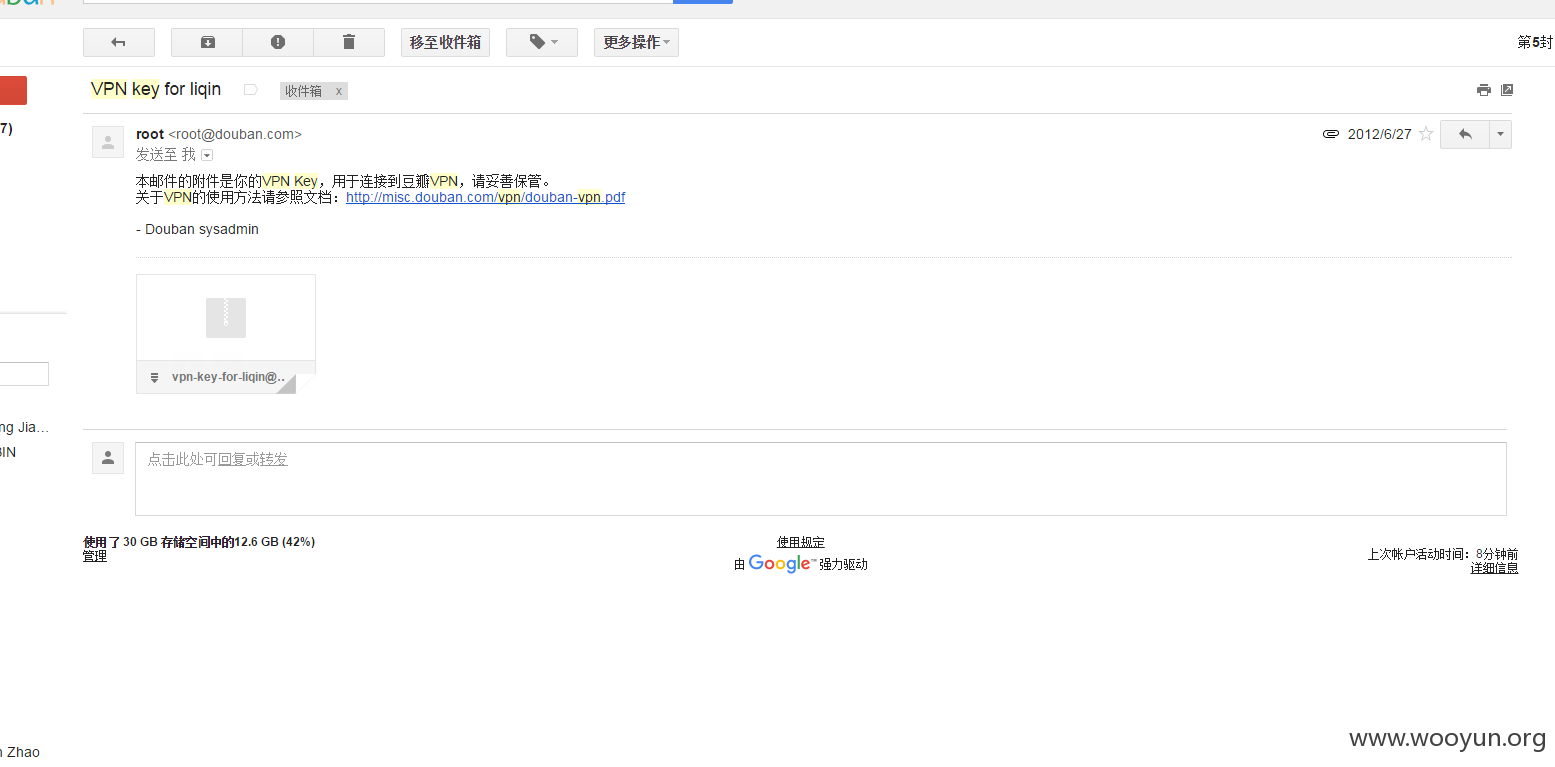 移至收件箱
更多操作
第5封
VPN key for liqin
收件箱 x
7)
root <root@douban.com>
2012/6/27
发送至 我
本邮件的附件是你的VPN Key，用于连接到豆瓣VPN，请妥善保管。
关于VPN的使用方法请参照文档：http://misc.douban.com/vpn/douban-vpn.pdf
- Douban sysadmin
vpn-key-for-liqin@..
ng Jia…
BIN
点击此处可回复或转发
使用了 30 GB 存储空间中的12.6 GB (42%)
管理
使用规定
由 Google™ 强力驱动
上次帐户活动时间：8分钟前
详细信息
n Zhao
www.wooyun.org